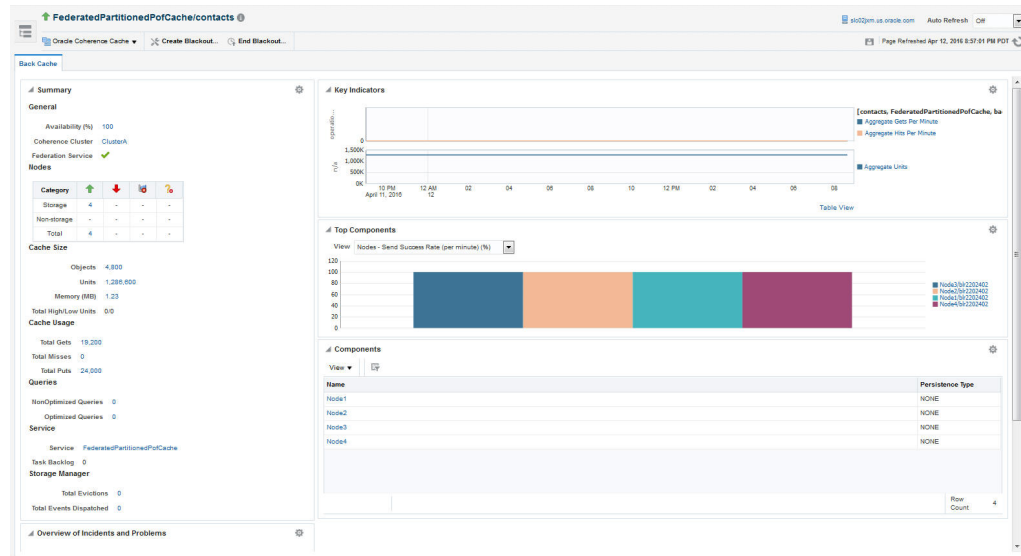 FederatedPartitionedPofCache/contacts
slc02jom.us.oracle.com Auto Refresh Off
Oracle Coherence Cache Create Blackout... End Blackout...
Page Refreshed Apr 12, 2016 8:57:01 PM PDT
Back Cache
Summary
General
Availability (%) 100
Coherence Cluster ClusterA
Federation Service
Nodes
Category
Storage 4 - - -
Non-storage - - - -
Total 4 - - -
Cache Size
Objects 4,800
Units 1,286,600
Memory (MB) 1.23
Total High/Low Units 0/0
Cache Usage
Total Gets 19,200
Total Misses 0
Total Puts 24,000
Queries
NonOptimized Queries 0
Optimized Queries 0
Service
Service FederatedPartitionedPofCache
Task Backlog 0
Storage Manager
Total Evictions 0
Total Events Dispatched 0
Overview of Incidents and Problems
Key Indicators
operatio...
0
[contacts, FederatedPartitionedPofCache, ba
Aggregate Gets Per Minute
Aggregate Hits Per Minute
n/a
1,500K
1,000K
500K
0K
Aggregate Units
10 PM 12 AM 02 04 06 08 10 12 PM 02 04 06 08
April 11, 2016 12
Table View
Top Components
View Nodes - Send Success Rate (per minute) (%)
120
100
80
60
40
20
0
Node3/blr2202402
Node2/blr2202402
Node1/blr2202402
Node4/blr2202402
Components
View
Name Persistence Type
Node1 NONE
Node2 NONE
Node3 NONE
Node4 NONE
Row Count 4